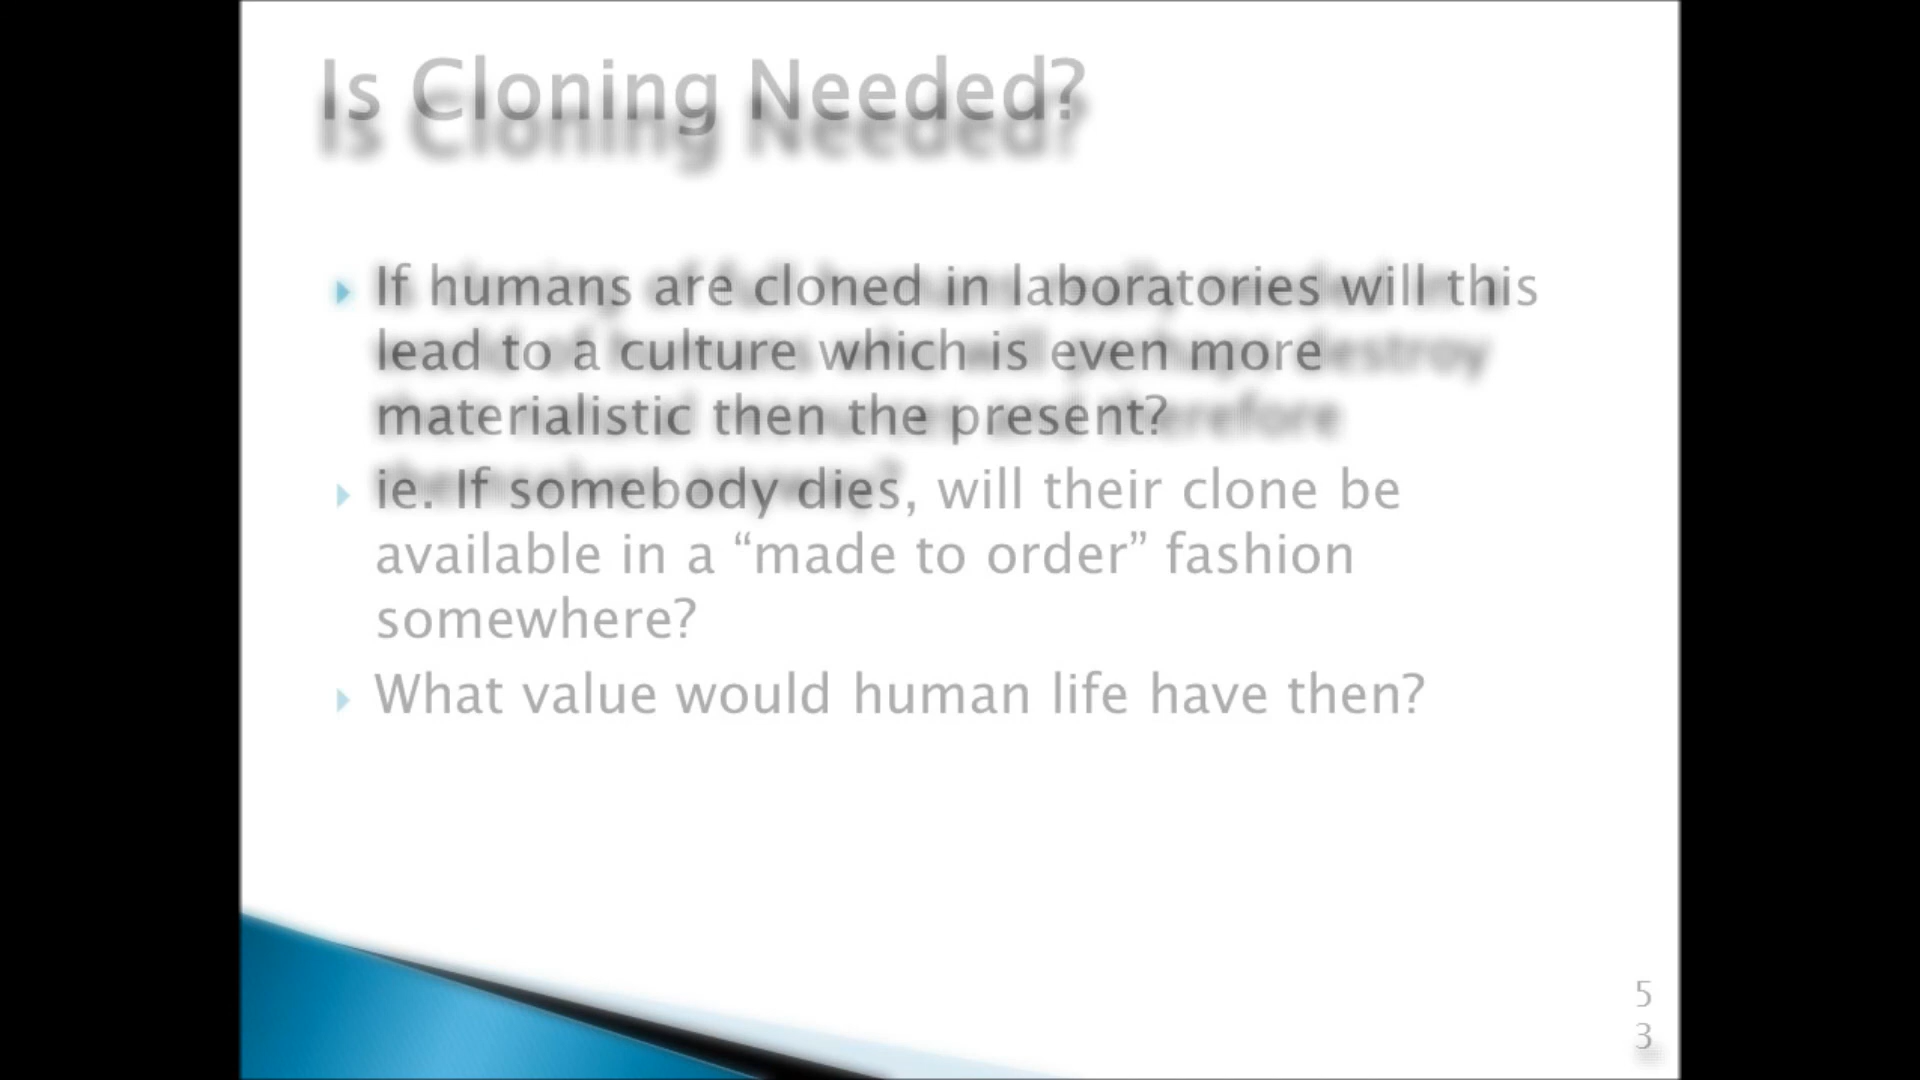 Is Cloning Needed?
If humans are cloned in laboratories will this
lead to a culture which is even more
materialistic then the present?
ie. If somebody dies, will their clone be
available in a “made to order” fashion
somewhere?
What value would human life have then?
5
3